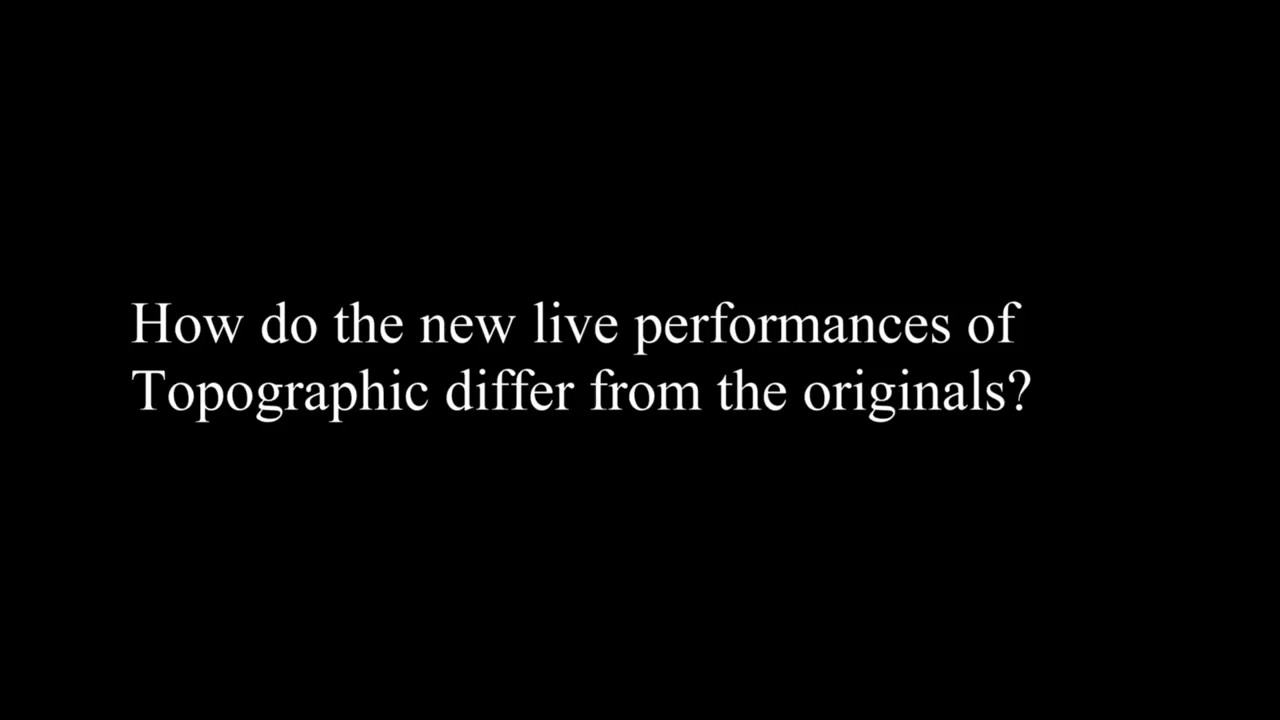 How do the new live performances of
Topographic differ from the originals?